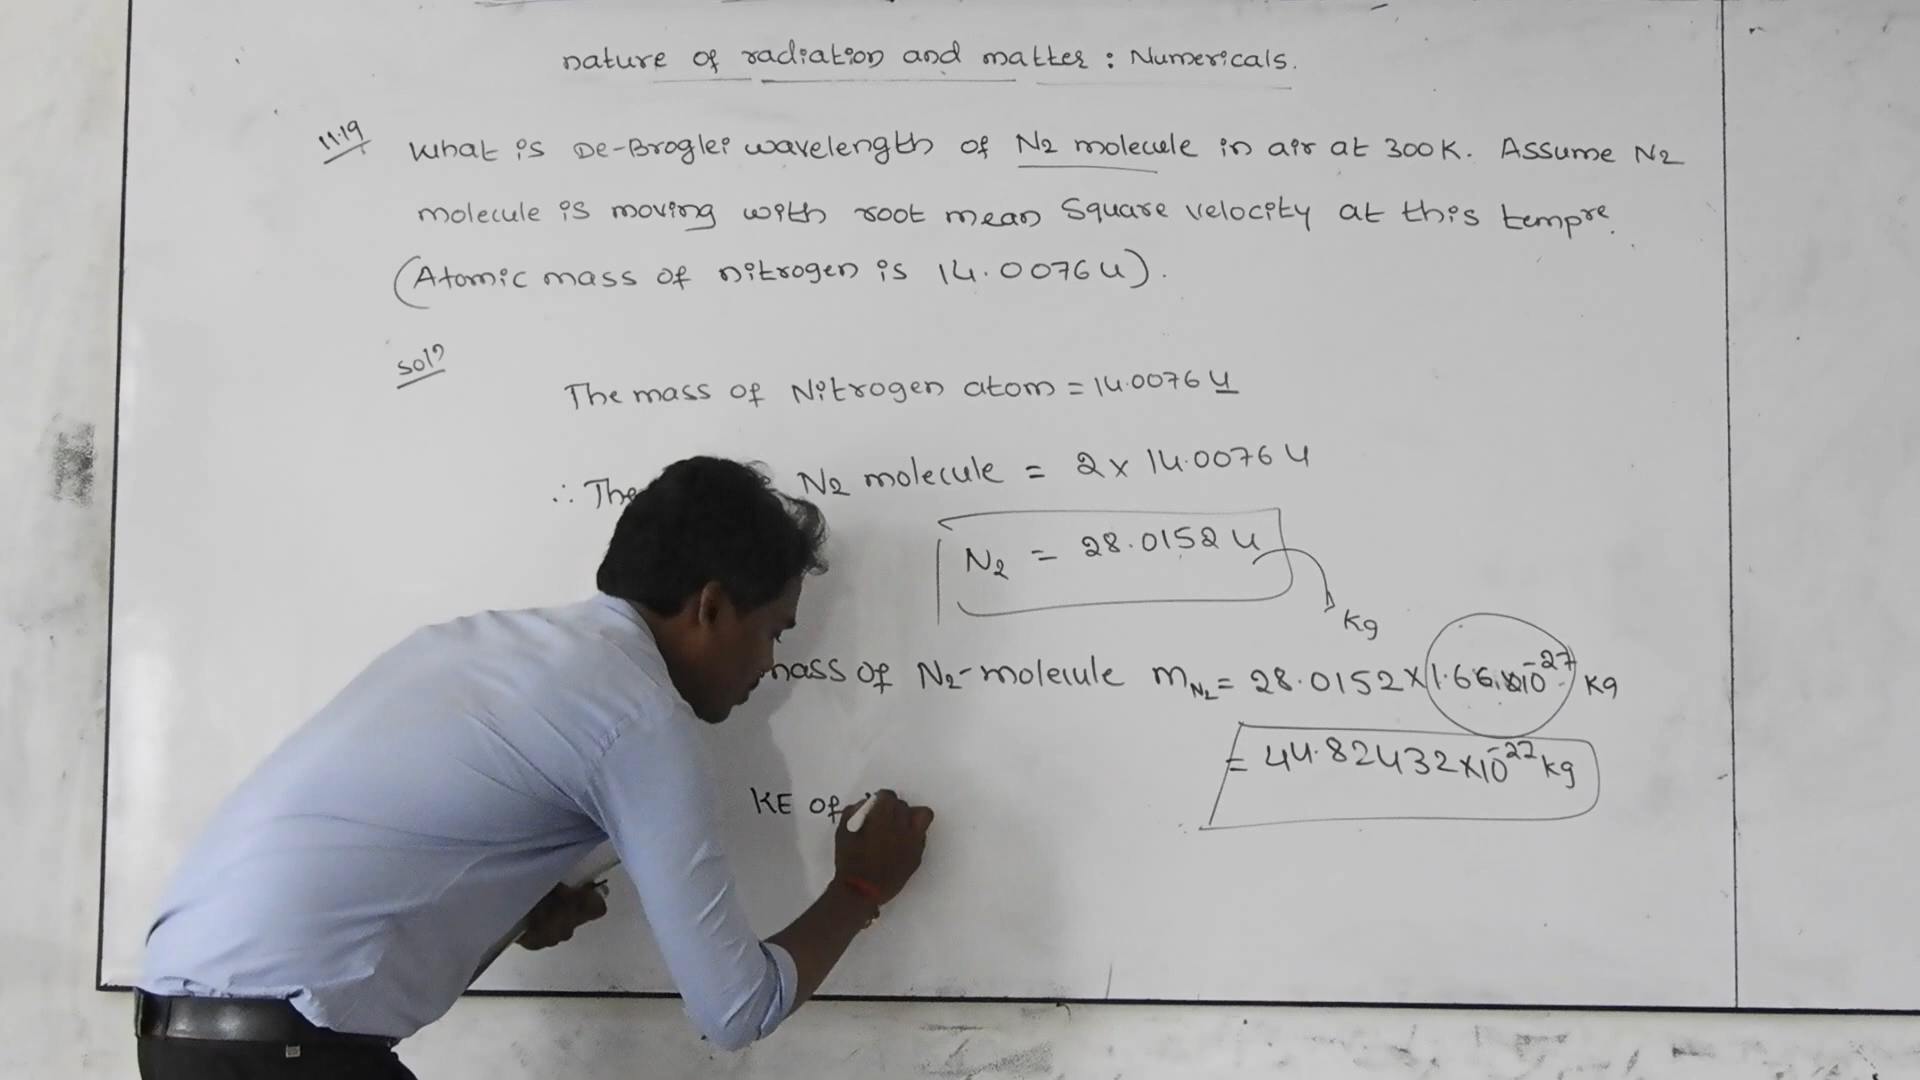 nature of radiation and matter : Numericals.
11.19 What is De-Broglei wavelength of N2 molecule in air at 300K. Assume N2
molecule is moving with root mean Square velocity at this tempre.
(Atomic mass of nitrogen is 14.0076 u).
Soln
The mass of Nitrogen atom = 14.0076 u
∴ The N2 molecule = 2 x 14.0076 u
N2 = 28.0152 u
Kg
mass of N2-molecule mN2 = 28.0152 x 1.66 x 10^-27 Kg
= 44.82432 x 10^-27 kg
KE of